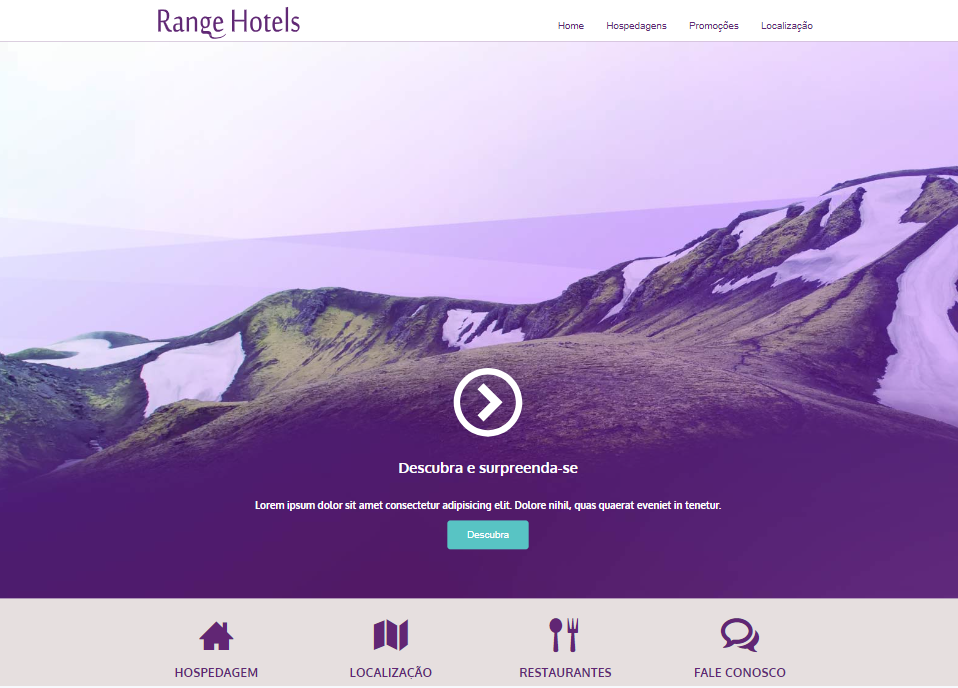 Range Hotels
Home Hospedagens Promoções Localização
Descubra e surpreenda-se
Lorem ipsum dolor sit amet consectetur adipisicing elit. Dolore nihil, quas quaerat eveniet in tenetur.
Descubra
HOSPEDAGEM LOCALIZAÇÃO RESTAURANTES FALE CONOSCO